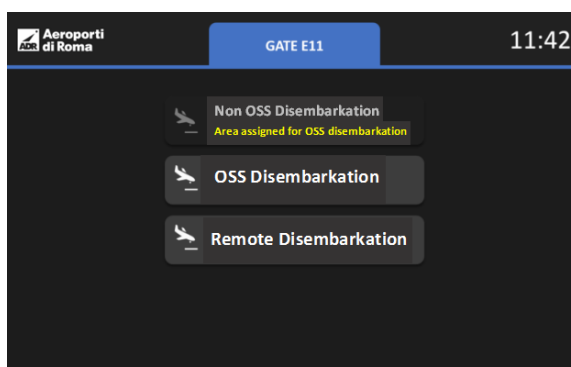 Aeroporti
ADR di Roma
GATE E11
11:42
Non OSS Disembarkation
Area assigned for OSS disembarkation
OSS Disembarkation
Remote Disembarkation